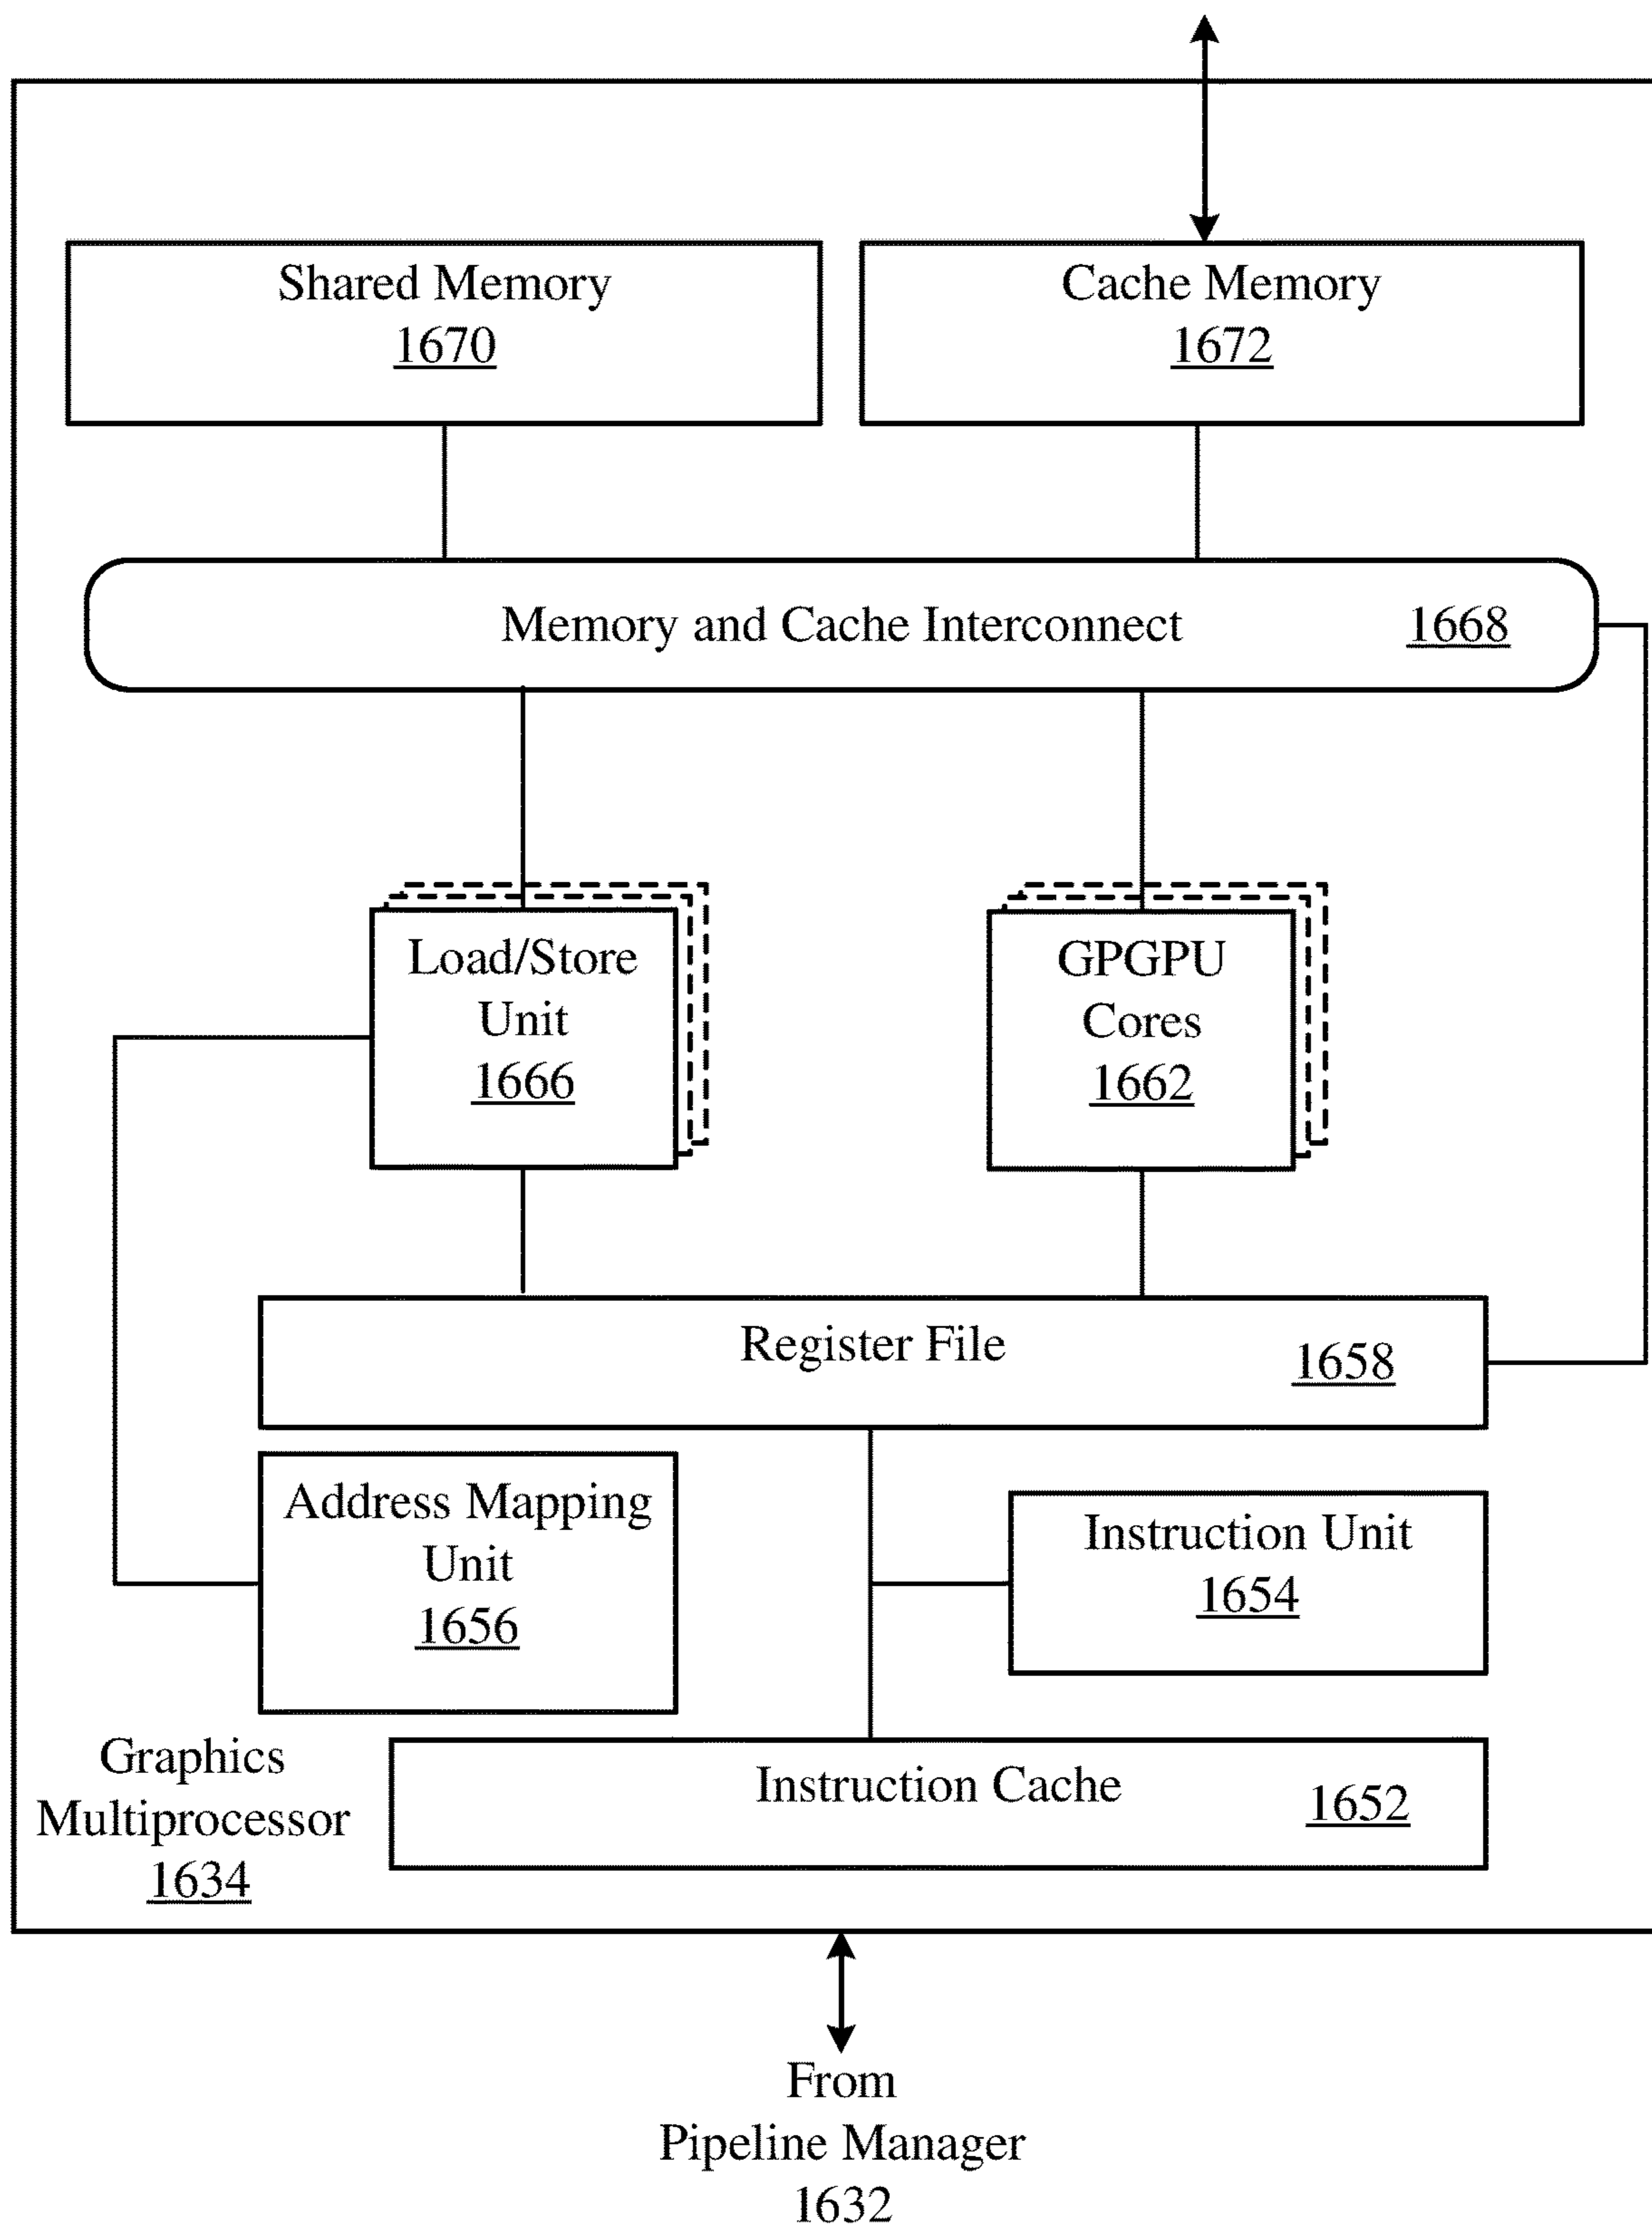 Shared Memory
1670
Cache Memory
1672
Memory and Cache Interconnect 1668
Load/Store
Unit
1666
GPGPU
Cores
1662
Register File 1658
Address Mapping
Unit
1656
Instruction Unit
1654
Graphics
Multiprocessor
1634
Instruction Cache 1652
From
Pipeline Manager
1632